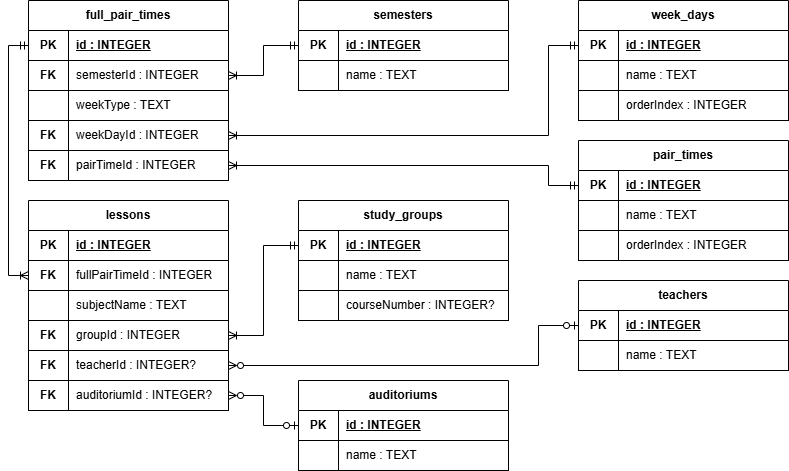 full_pair_times
PK id : INTEGER
FK semesterId : INTEGER
weekType : TEXT
FK weekDayId : INTEGER
FK pairTimeId : INTEGER
semesters
PK id : INTEGER
name : TEXT
week_days
PK id : INTEGER
name : TEXT
orderIndex : INTEGER
pair_times
PK id : INTEGER
name : TEXT
orderIndex : INTEGER
lessons
PK id : INTEGER
FK fullPairTimeId : INTEGER
subjectName : TEXT
FK groupId : INTEGER
FK teacherId : INTEGER?
FK auditoriumId : INTEGER?
study_groups
PK id : INTEGER
name : TEXT
courseNumber : INTEGER?
teachers
PK id : INTEGER
name : TEXT
auditoriums
PK id : INTEGER
name : TEXT